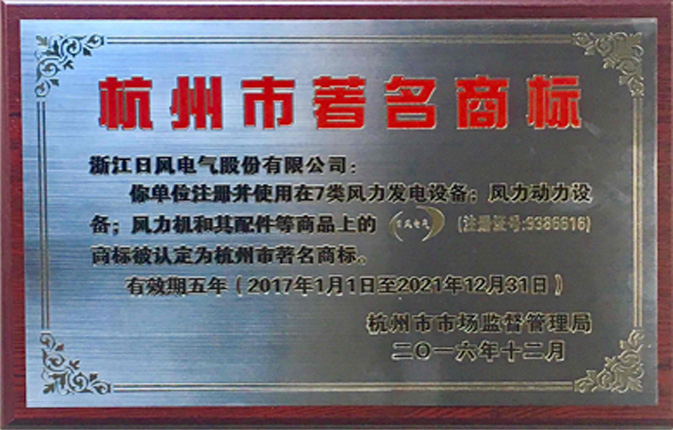 杭州市著名商标
浙江日风电气股份有限公司：
你单位注册并使用在7类风力发电设备；风力动力设
备；风力机和其配件等商品上的 日风电气 （注册证号:9386616）
商标被认定为杭州市著名商标。
有效期五年（2017年1月1日至2021年12月31日）
杭州市市场监督管理局
二〇一六年十二月